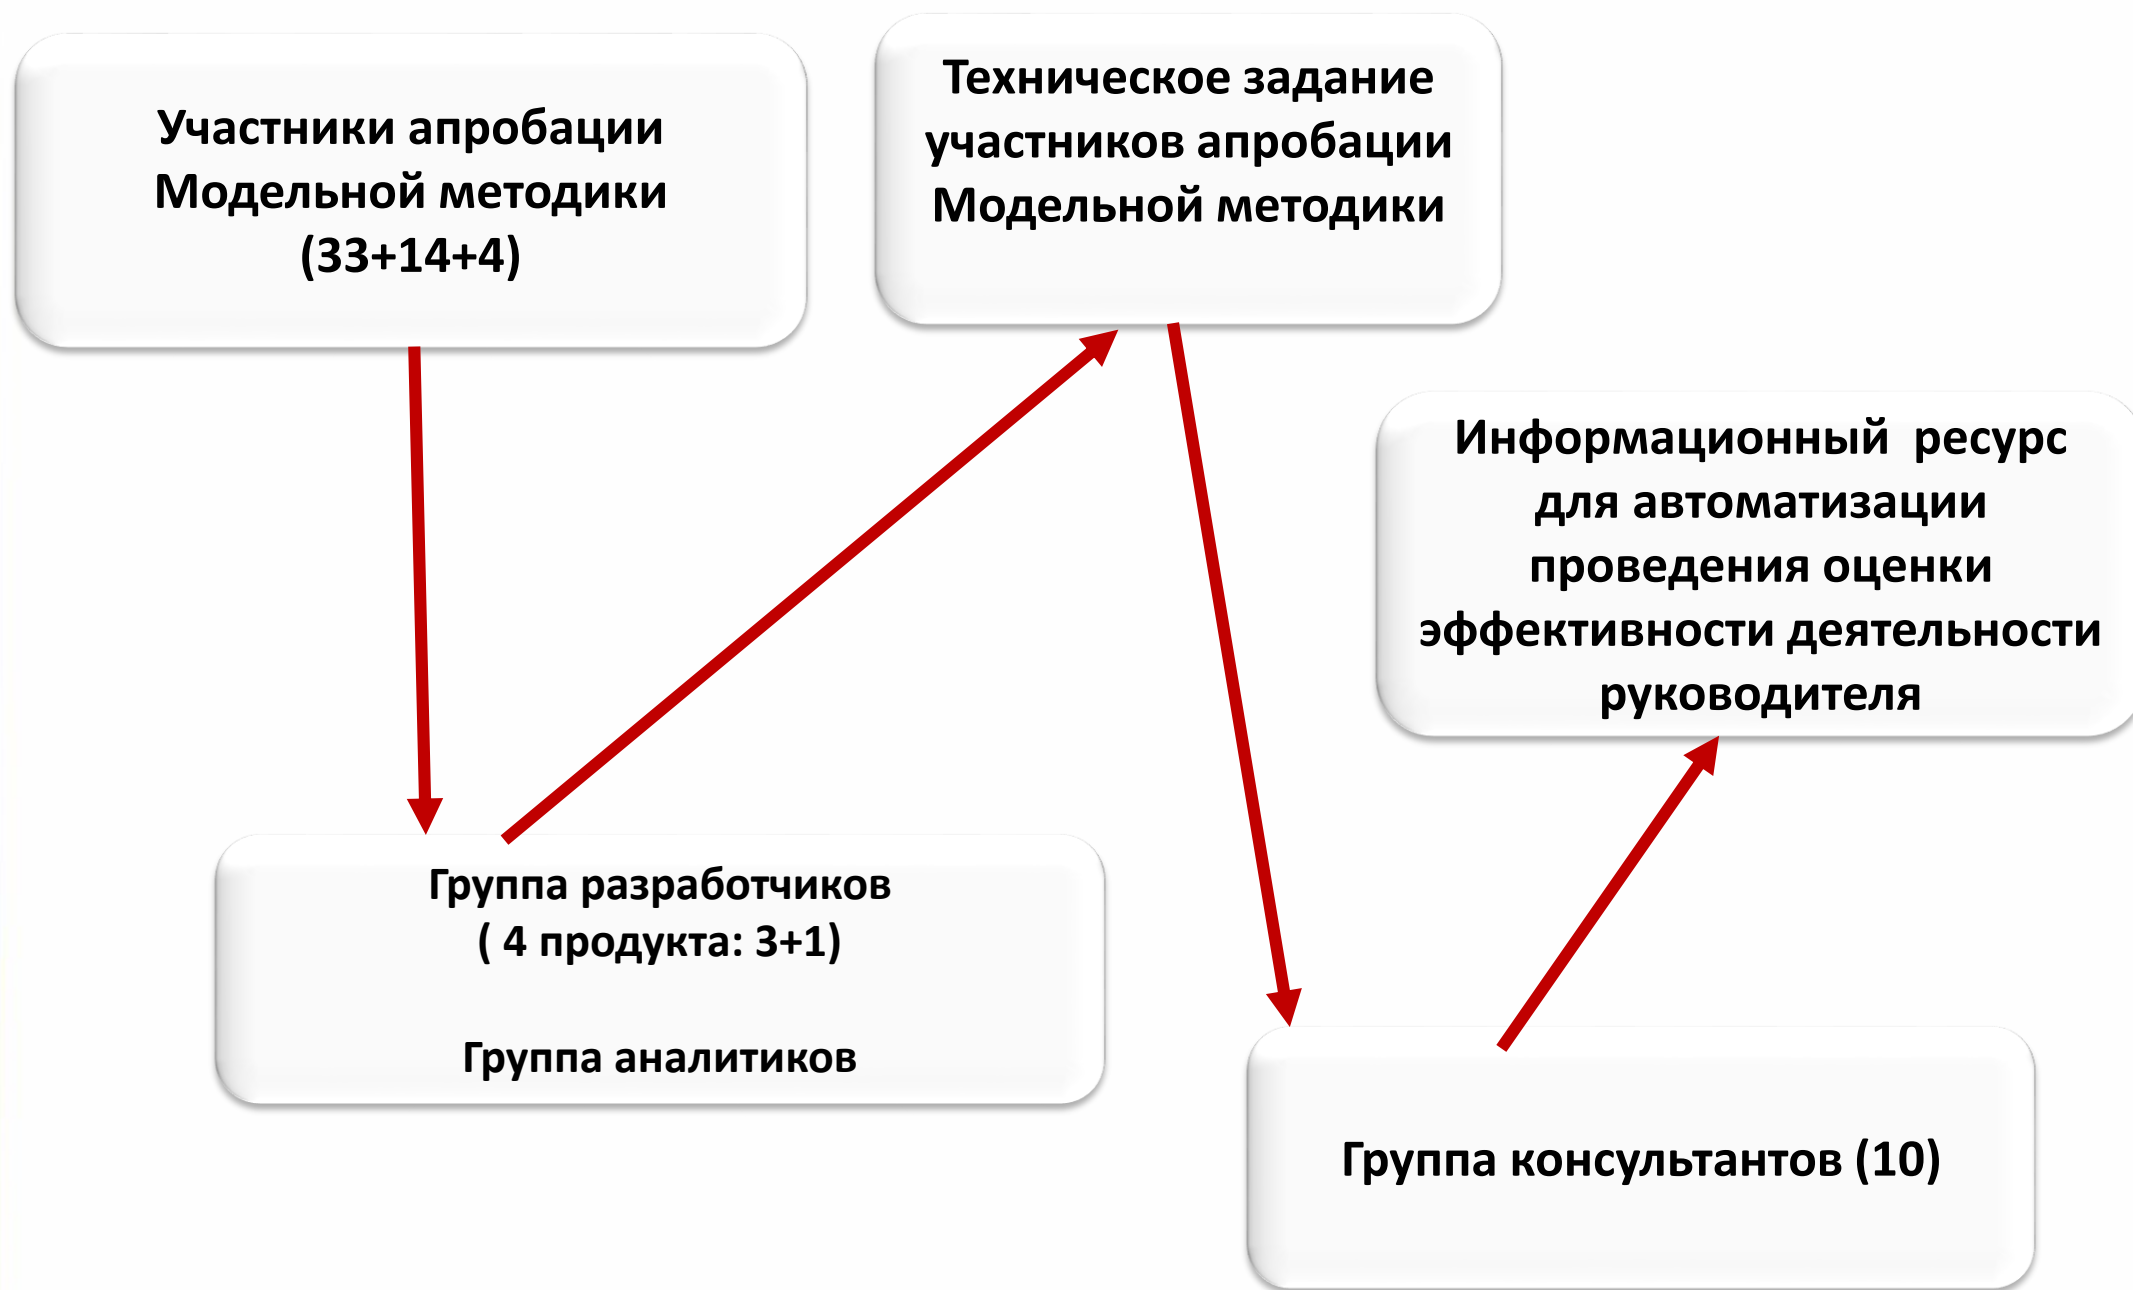 Участники апробации
Модельной методики
(33+14+4)
Техническое задание
участников апробации
Модельной методики
Информационный  ресурс
для автоматизации
проведения оценки
эффективности деятельности
руководителя
Группа разработчиков
( 4 продукта: 3+1)
Группа аналитиков
Группа консультантов (10)